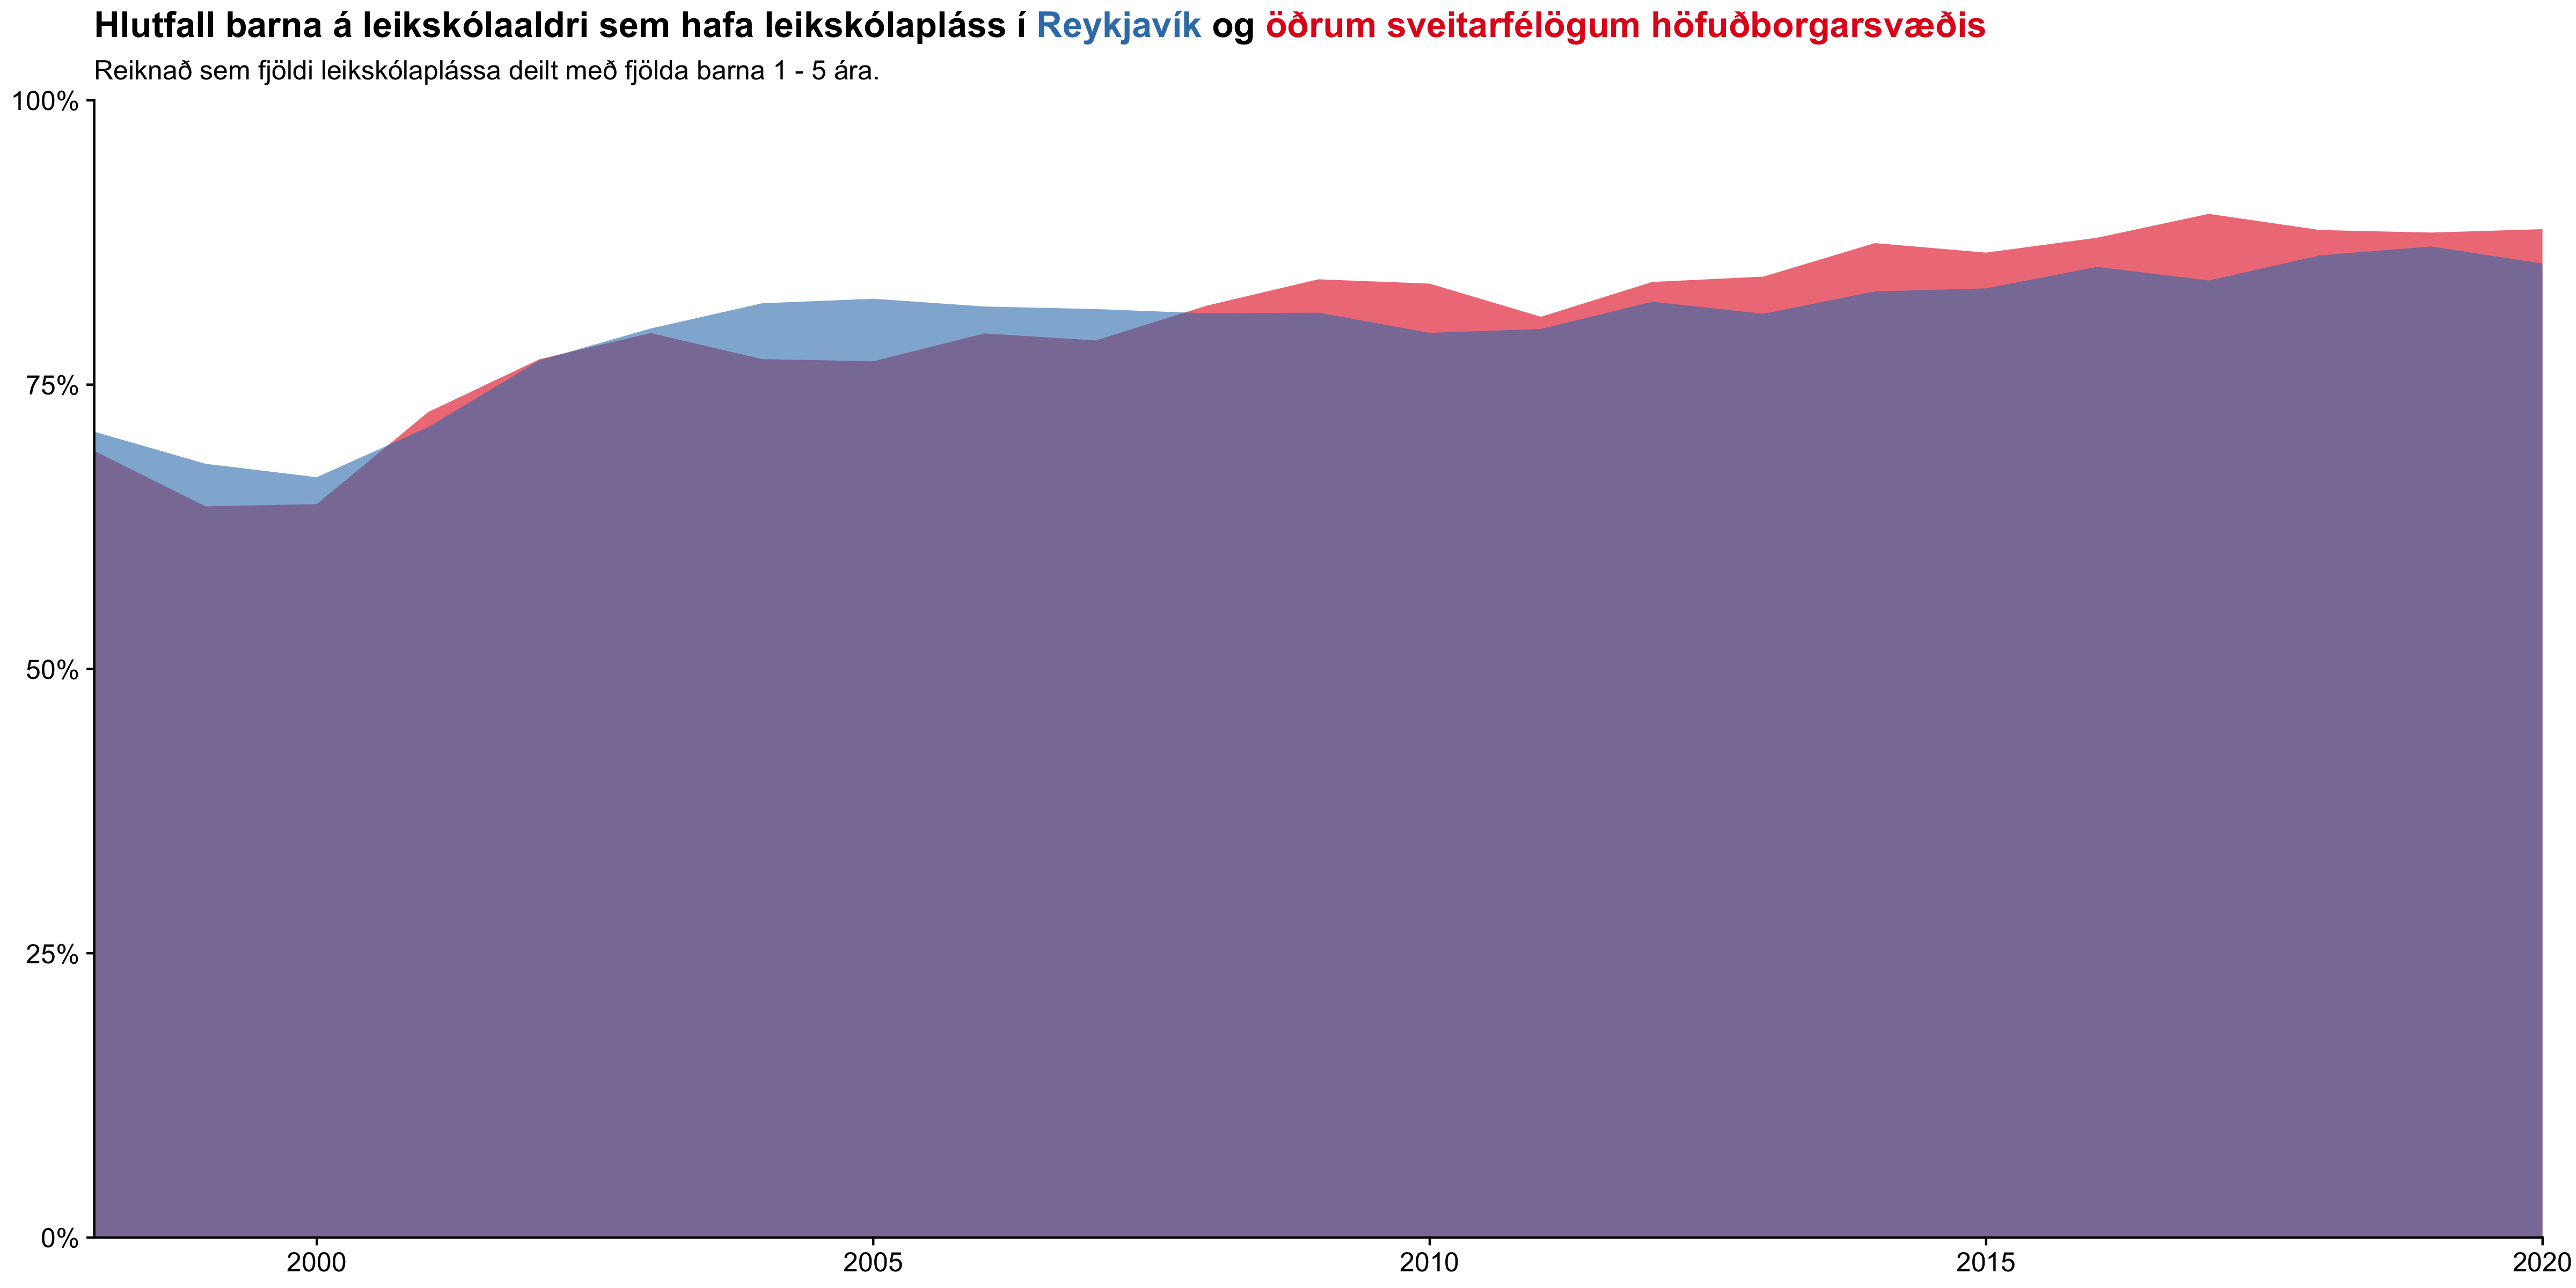 Hlutfall barna á leikskólaaldri sem hafa leikskólapláss í Reykjavík og öðrum sveitarfélögum höfuðborgarsvæðis
Reiknað sem fjöldi leikskólaplássa deilt með fjölda barna 1 - 5 ára.
100%
75%
50%
25%
0%
2000 2005 2010 2015 2020